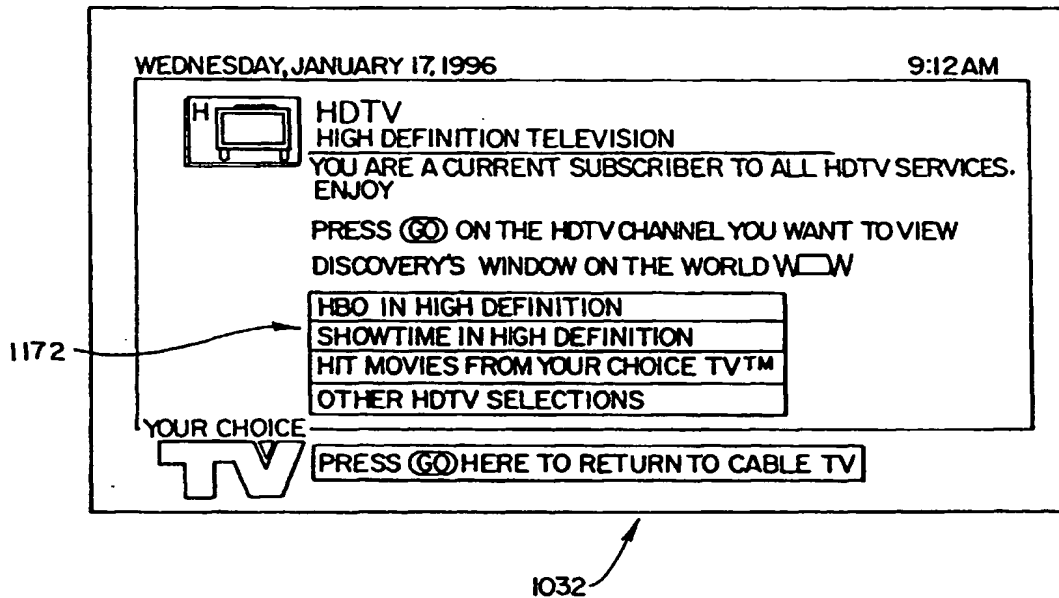 WEDNESDAY, JANUARY 17, 1996 9:12 AM
H HDTV
HIGH DEFINITION TELEVISION
YOU ARE A CURRENT SUBSCRIBER TO ALL HDTV SERVICES.
ENJOY
PRESS GO ON THE HDTV CHANNEL YOU WANT TO VIEW
DISCOVERY'S WINDOW ON THE WORLD WOW
HBO IN HIGH DEFINITION
SHOWTIME IN HIGH DEFINITION
1172
HIT MOVIES FROM YOUR CHOICE TV™
OTHER HDTV SELECTIONS
YOUR CHOICE
TV PRESS GO HERE TO RETURN TO CABLE TV
1032